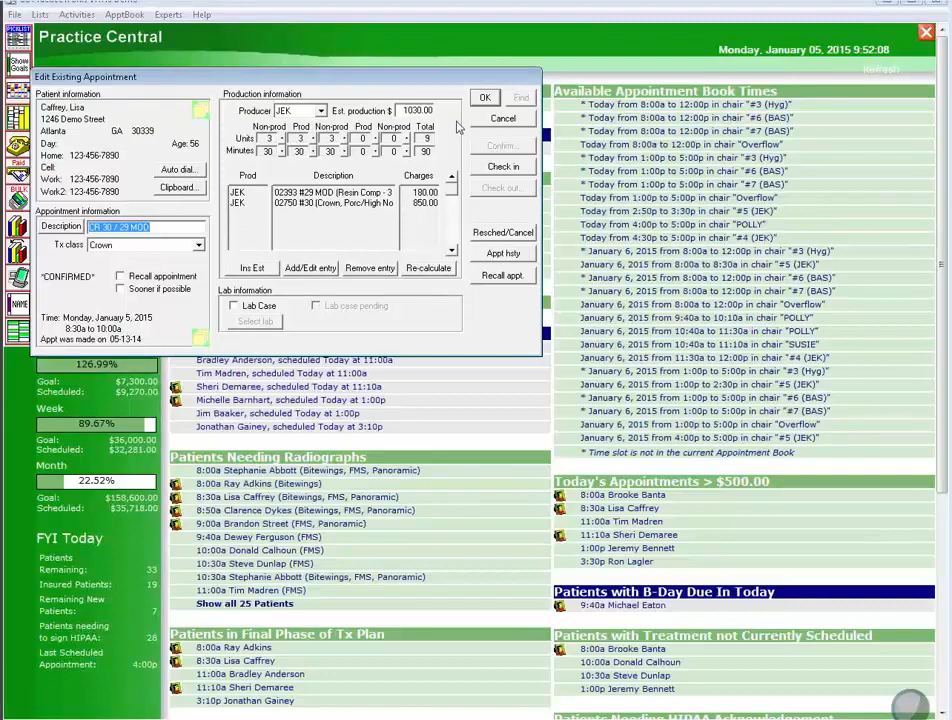 File Lists Activities ApptBook Experts Help
PICKLIST
Practice Central
Show Goals
Monday, January 05, 2015 9:52:08
Refresh
Edit Existing Appointment
Patient information
Caffrey, Lisa
1246 Demo Street
Atlanta GA 30339
Day: Age: 56
Home: 123-456-7890
Cell:
Work: 123-456-7890
Work2: 123-456-7890
Auto dial...
Clipboard...
Appointment information
Description CR 30 / 29 MOD
Tx class Crown
*CONFIRMED* Recall appointment
Sooner if possible
Time: Monday, January 5, 2015
8:30a to 10:00a
Appt was made on 05-13-14
Production information
Producer JEK Est. production $ 1030.00
Non-prod Prod Non-prod Prod Non-prod Total
Units 3 3 3 0 0 9
Minutes 30 30 30 0 0 90
Prod Description Charges
JEK 02393 #29 MOD (Resin Comp - 3 180.00
JEK 02750 #30 (Crown, Porc/High No 850.00
Ins Est Add/Edit entry Remove entry Re-calculate
Lab information
Lab Case Lab case pending
Select lab
OK Find
Cancel
Confirm...
Check in
Check out...
Resched/Cancel
Appt hsty
Recall appt.
Paid
BULK
NAME
126.99%
Goal: $7,300.00
Scheduled: $9,270.00
Week
89.67%
Goal: $36,000.00
Scheduled: $32,281.00
Month
22.52%
Goal: $158,600.00
Scheduled: $35,718.00
FYI Today
Patients
Remaining: 33
Insured Patients: 19
Remaining New
Patients: 7
Patients needing
to sign HIPAA: 28
Last Scheduled
Appointment: 4:00p
Bradley Anderson, scheduled Today at 11:00a
Tim Madren, scheduled Today at 11:00a
Sheri Demaree, scheduled Today at 11:10a
Michelle Barnhart, scheduled Today at 11:10a
Jim Baaker, scheduled Today at 1:00p
Jonathan Gainey, scheduled Today at 3:10p
Patients Needing Radiographs
8:00a Stephanie Abbott (Bitewings, FMS, Panoramic)
8:00a Ray Adkins (Bitewings)
8:30a Lisa Caffrey (Bitewings, FMS, Panoramic)
8:50a Clarence Dykes (Bitewings, FMS, Panoramic)
9:00a Brandon Street (FMS, Panoramic)
9:40a Dewey Ferguson (FMS)
10:00a Donald Calhoun (FMS)
10:30a Steve Dunlap (FMS)
10:30a Stephanie Abbott (Bitewings, FMS, Panoramic)
11:00a Tim Madren (FMS)
Show all 25 Patients
Patients in Final Phase of Tx Plan
8:00a Ray Adkins
8:30a Lisa Caffrey
11:00a Bradley Anderson
11:10a Sheri Demaree
3:10p Jonathan Gainey
Available Appointment Book Times
* Today from 8:00a to 12:00p in chair "#3 (Hyg)"
* Today from 8:00a to 12:00p in chair "#6 (BAS)"
* Today from 8:00a to 12:00p in chair "#7 (BAS)"
Today from 8:00a to 12:00p in chair "Overflow"
* Today from 1:00p to 5:00p in chair "#3 (Hyg)"
* Today from 1:00p to 5:00p in chair "#6 (BAS)"
* Today from 1:00p to 5:00p in chair "#7 (BAS)"
Today from 1:00p to 5:00p in chair "Overflow"
Today from 2:50p to 3:30p in chair "#5 (JEK)"
Today from 4:00p to 5:00p in chair "POLLY"
Today from 4:30p to 5:00p in chair "#4 (JEK)"
* January 6, 2015 from 8:00a to 12:00p in chair "#3 (Hyg)"
January 6, 2015 from 8:00a to 8:30a in chair "#5 (JEK)"
* January 6, 2015 from 8:00a to 12:00p in chair "#6 (BAS)"
* January 6, 2015 from 8:00a to 12:00p in chair "#7 (BAS)"
January 6, 2015 from 8:00a to 12:00p in chair "Overflow"
January 6, 2015 from 9:40a to 10:10a in chair "POLLY"
January 6, 2015 from 10:40a to 11:30a in chair "POLLY"
January 6, 2015 from 10:40a to 11:30a in chair "SUSIE"
January 6, 2015 from 11:30a to 12:00p in chair "#4 (JEK)"
* January 6, 2015 from 1:00p to 5:00p in chair "#3 (Hyg)"
January 6, 2015 from 1:00p to 2:30p in chair "#5 (JEK)"
* January 6, 2015 from 1:00p to 5:00p in chair "#6 (BAS)"
* January 6, 2015 from 1:00p to 5:00p in chair "#7 (BAS)"
January 6, 2015 from 1:00p to 5:00p in chair "Overflow"
January 6, 2015 from 4:00p to 5:00p in chair "#5 (JEK)"
* Time slot is not in the current Appointment Book
Today's Appointments > $500.00
8:00a Brooke Banta
8:30a Lisa Caffrey
11:00a Tim Madren
11:10a Sheri Demaree
1:00p Jeremy Bennett
3:30p Ron Lagler
Patients with B-Day Due In Today
9:40a Michael Eaton
Patients with Treatment not Currently Scheduled
8:00a Brooke Banta
10:00a Donald Calhoun
10:30a Steve Dunlap
1:00p Jeremy Bennett